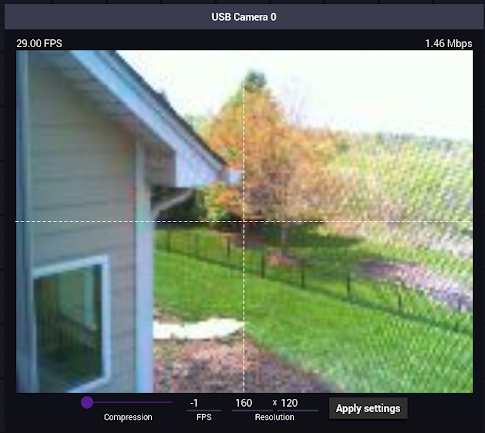 USB Camera 0
29.00 FPS 1.46 Mbps
-1 160 x 120 Apply settings
Compression FPS Resolution